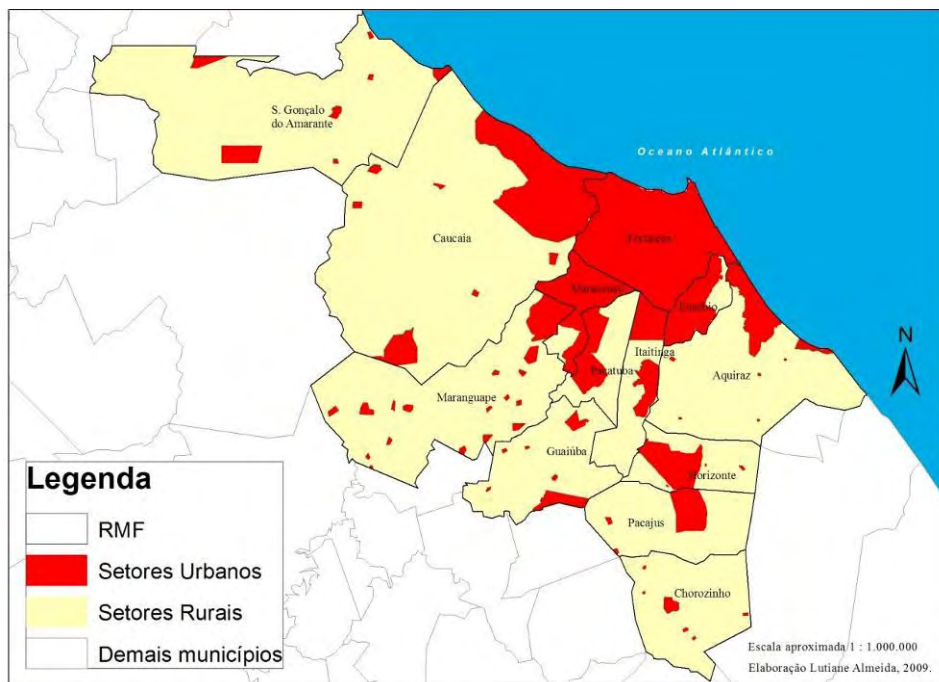 S. Gonçalo
do Amarante
Oceano Atlântico
Caucaia
Fortaleza
Maracanaú
Eusébio
Itaitinga
Pacatuba
Aquiraz
Maranguape
Guaiúba
Horizonte
Pacajus
Chorozinho
N
Legenda
RMF
Setores Urbanos
Setores Rurais
Demais municípios
Escala aproximada 1 : 1.000.000
Elaboração Lutiane Almeida, 2009.